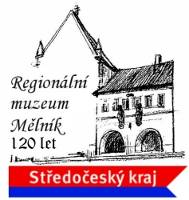 Regionální
muzeum
Mělník
120 let
Středočeský kraj